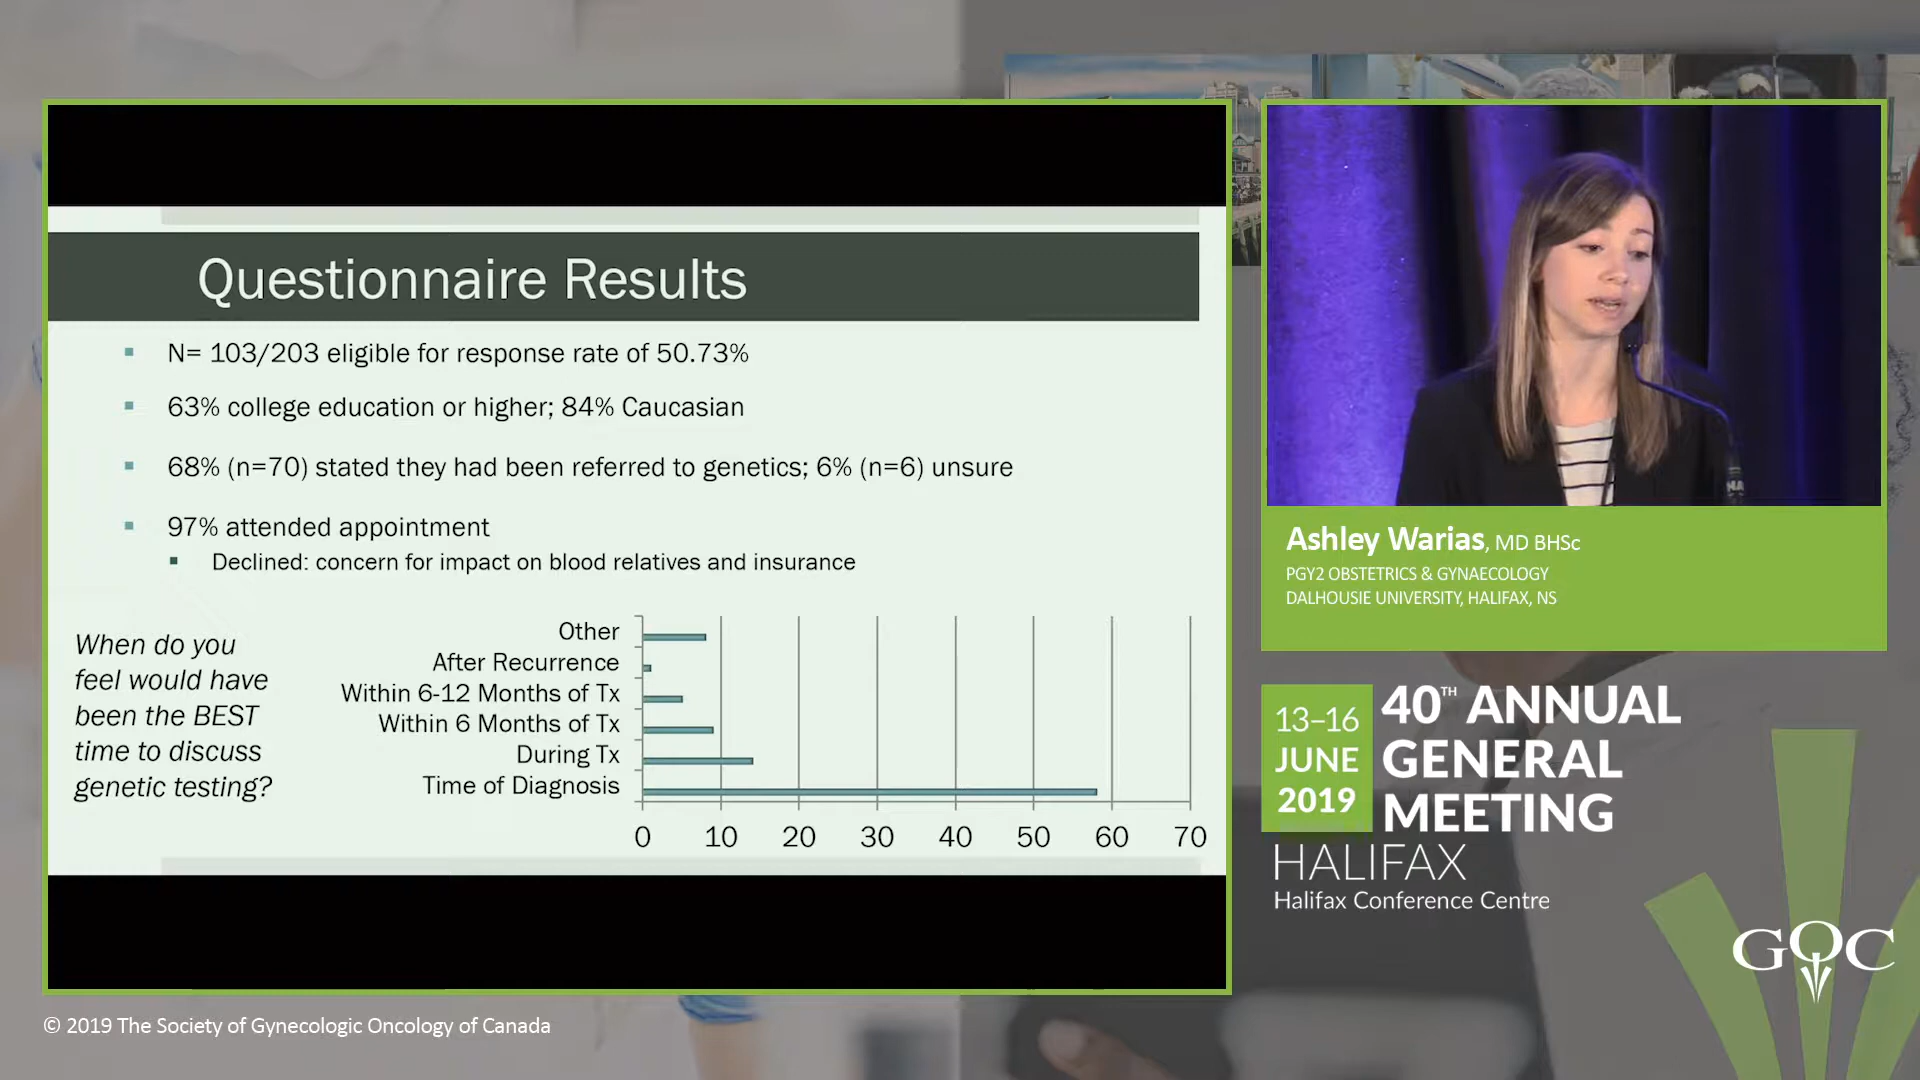 Questionnaire Results
N= 103/203 eligible for response rate of 50.73%
63% college education or higher; 84% Caucasian
68% (n=70) stated they had been referred to genetics; 6% (n=6) unsure
97% attended appointment
Declined: concern for impact on blood relatives and insurance
When do you
feel would have
been the BEST
time to discuss
genetic testing?
Other
After Recurrence
Within 6-12 Months of Tx
Within 6 Months of Tx
During Tx
Time of Diagnosis
0 10 20 30 40 50 60 70
Ashley Warias, MD BHSc
PGY2 OBSTETRICS & GYNAECOLOGY
DALHOUSIE UNIVERSITY, HALIFAX, NS
13–16
JUNE
2019
40TH ANNUAL
GENERAL
MEETING
HALIFAX
Halifax Conference Centre
GOC
© 2019 The Society of Gynecologic Oncology of Canada